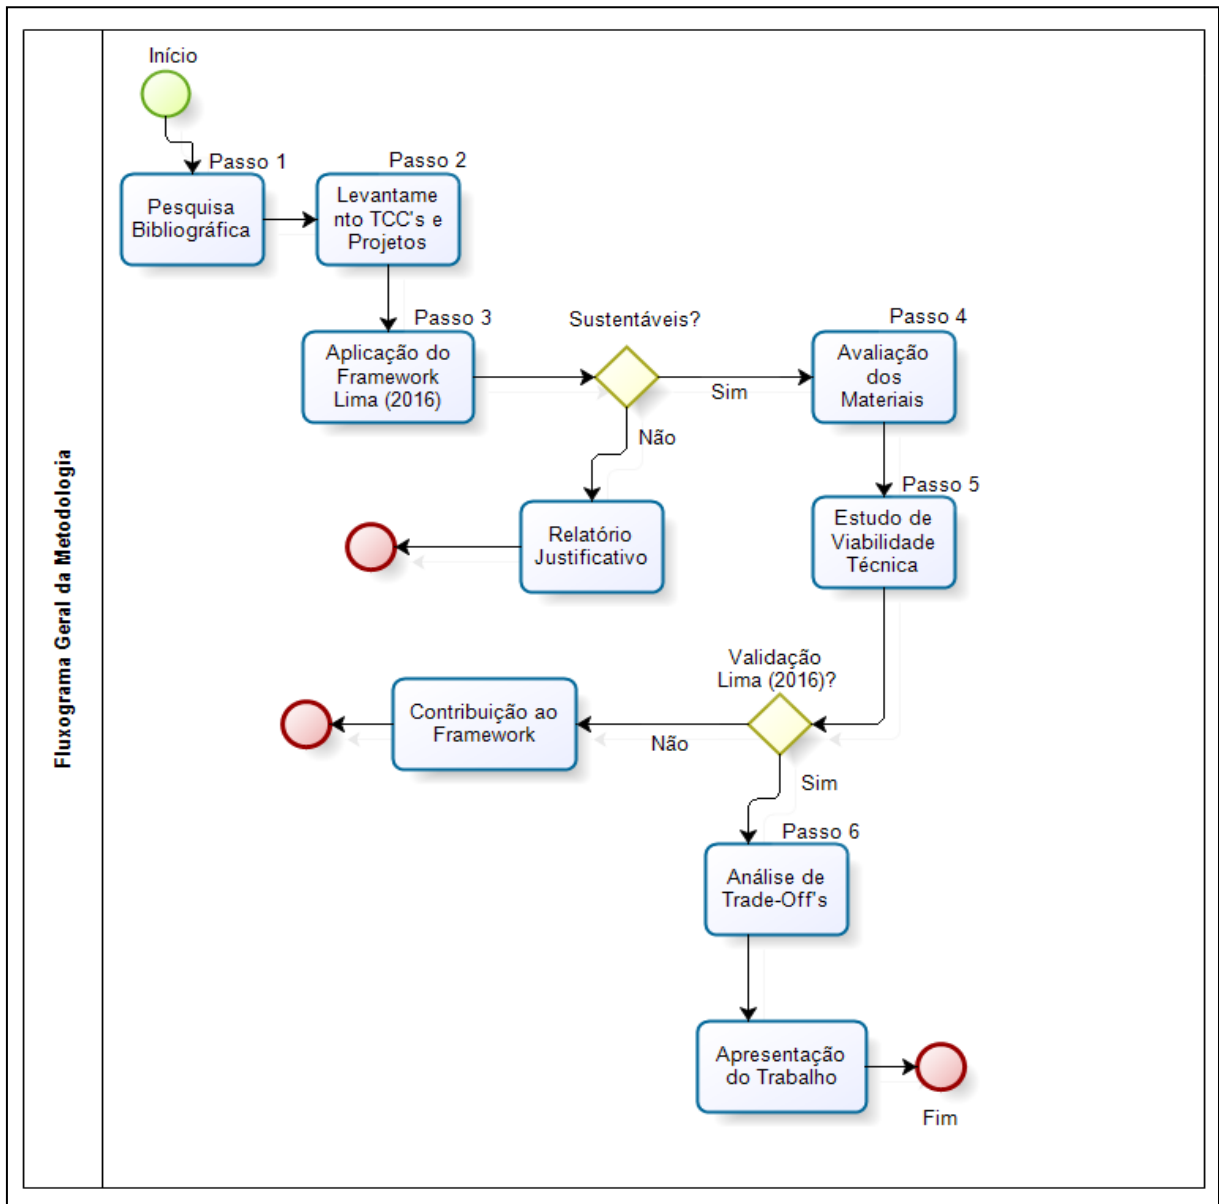 Fluxograma Geral da Metodologia
Início
Passo 1
Pesquisa
Bibliográfica
Passo 2
Levantame
nto TCC's e
Projetos
Passo 3
Aplicação do
Framework
Lima (2016)
Sustentáveis?
Sim
Não
Passo 4
Avaliação
dos
Materiais
Relatório
Justificativo
Passo 5
Estudo de
Viabilidade
Técnica
Validação
Lima (2016)?
Não
Contribuição ao
Framework
Sim
Passo 6
Análise de
Trade-Off's
Apresentação
do Trabalho
Fim